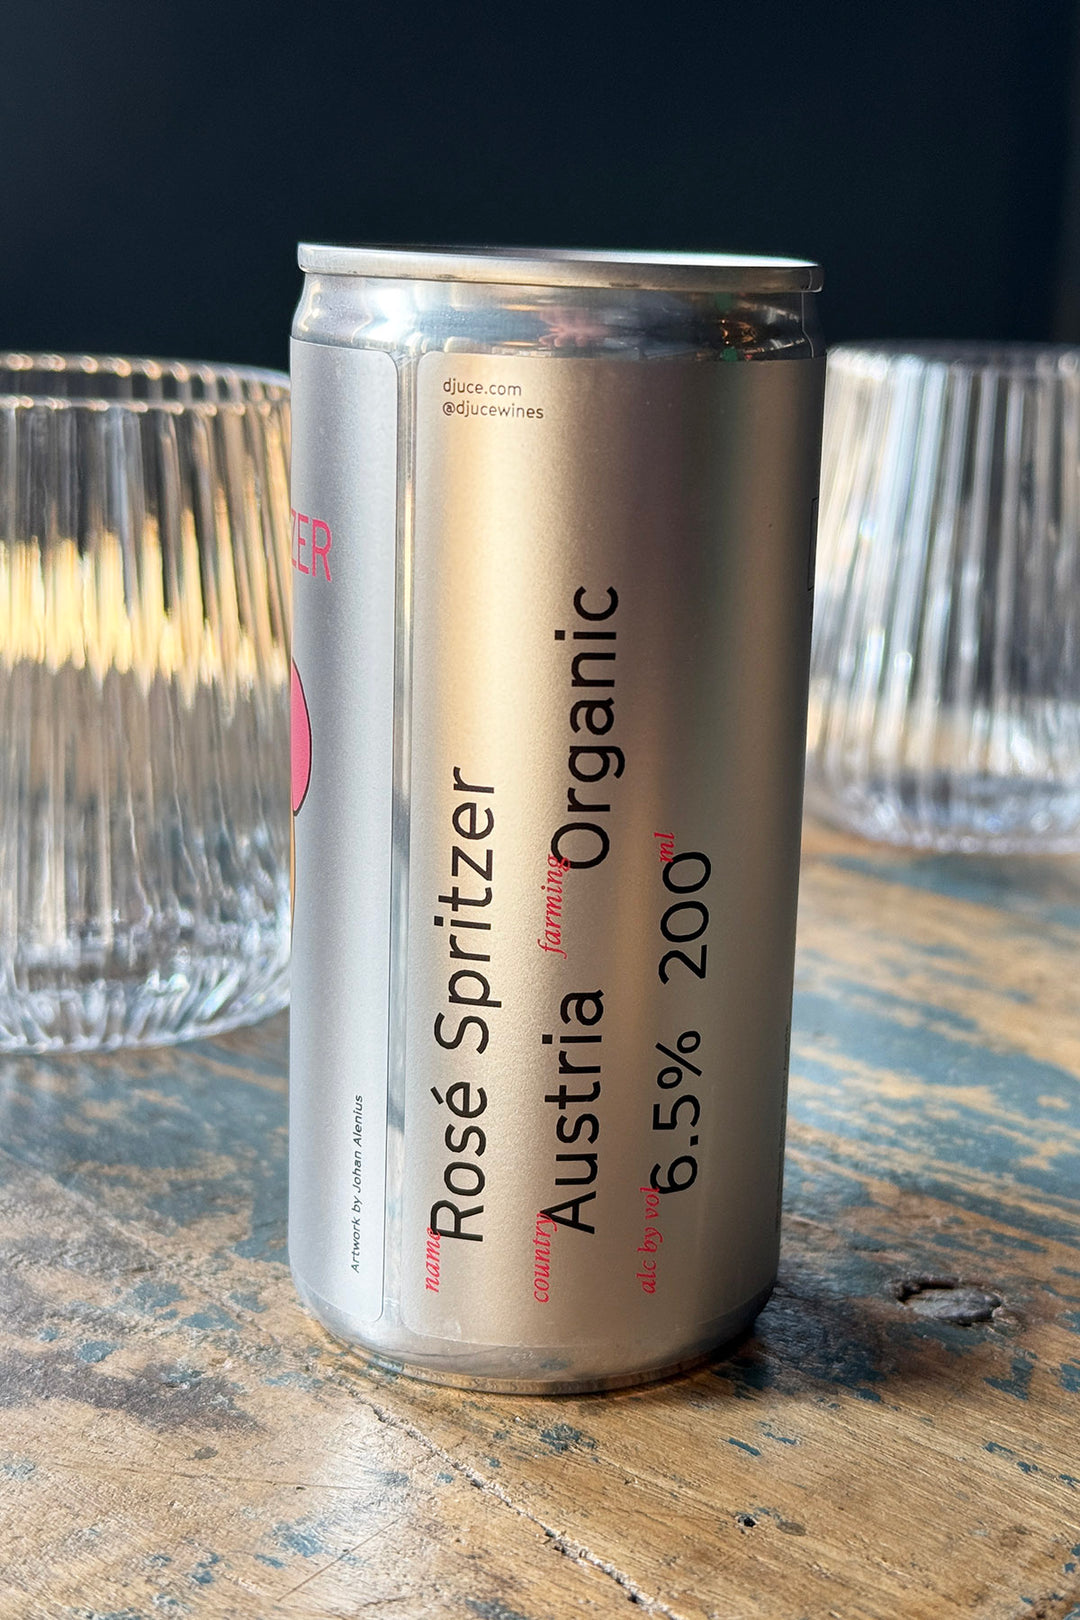 djuce.com
@djucewines
ZER
Artwork by Johan Alenius
name Rosé Spritzer
country Austria farming Organic
alc by vol 6.5% 200 ml